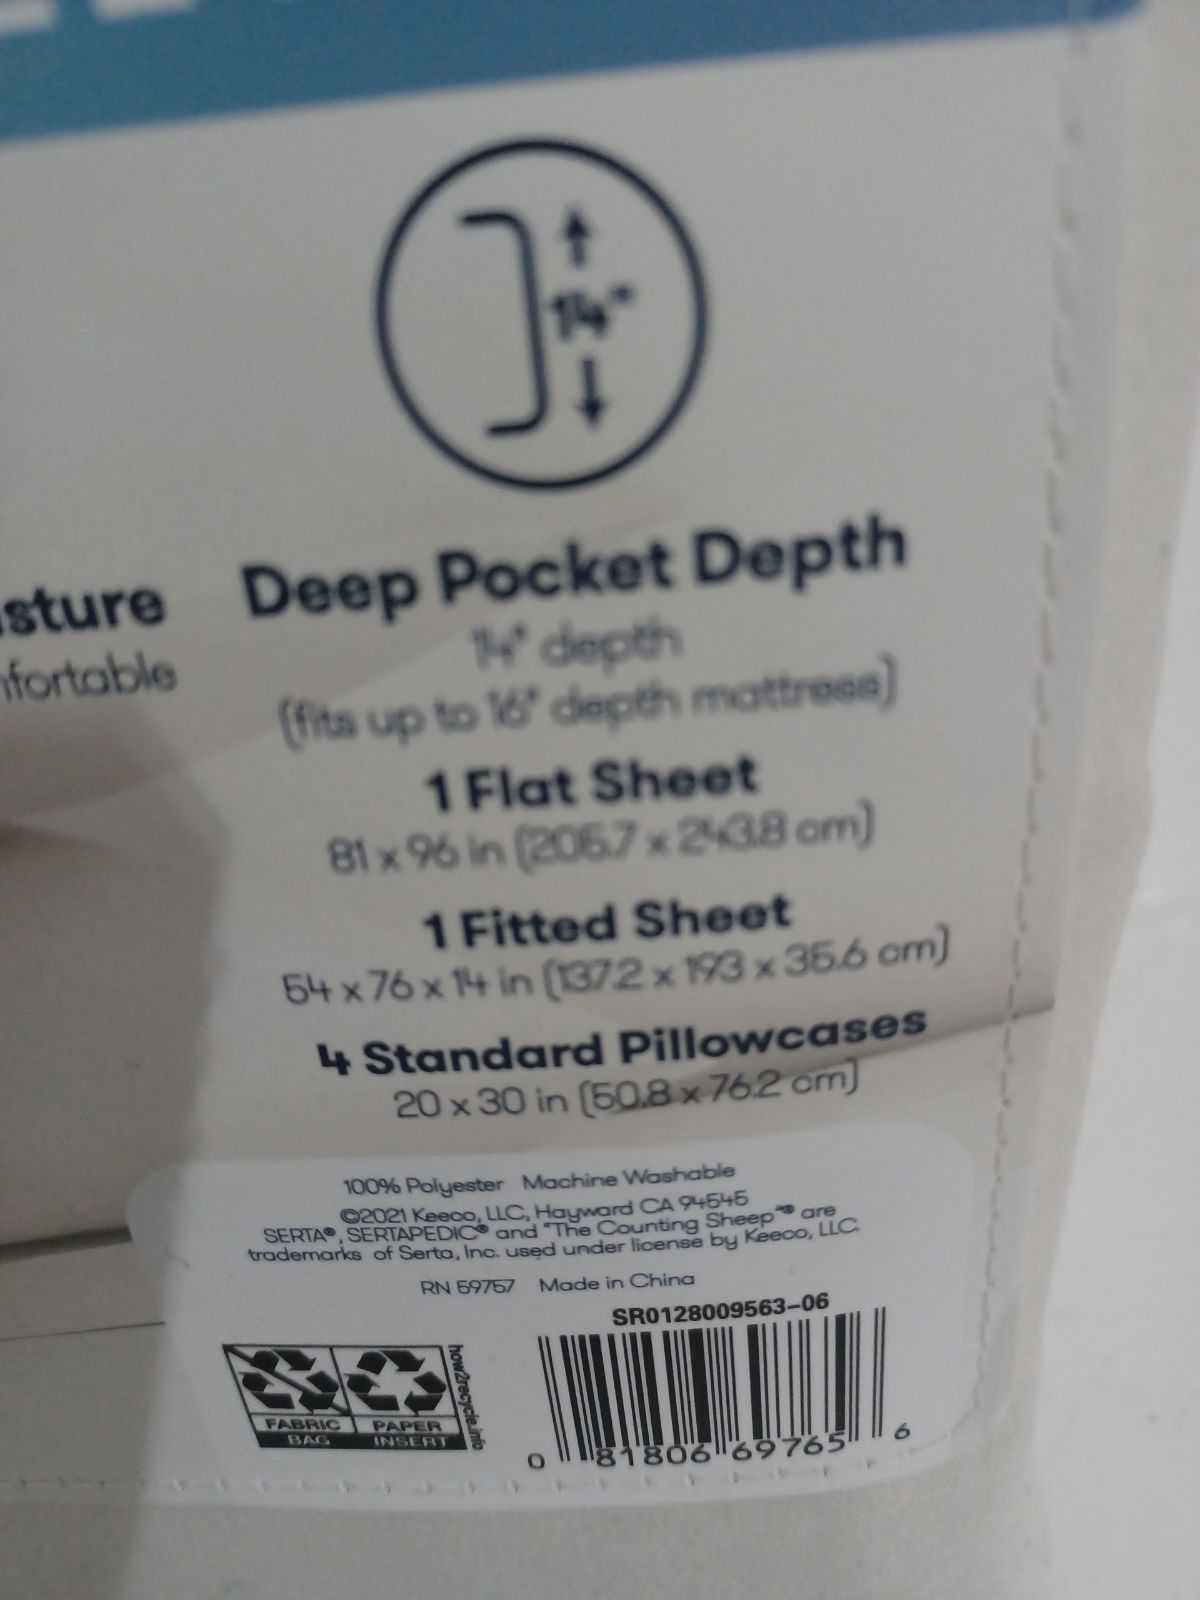 14"
Deep Pocket Depth
14" depth
(fits up to 16" depth mattress)
1 Flat Sheet
81 x 96 in (205.7 x 243.8 cm)
1 Fitted Sheet
54 x 76 x 14 in (137.2 x 193 x 35.6 cm)
4 Standard Pillowcases
20 x 30 in (50.8 x 76.2 cm)
sture
fortable
100% Polyester Machine Washable
©2021 Keeco, LLC, Hayward CA 94545
SERTA®, SERTAPEDIC® and "The Counting Sheep"® are
trademarks of Serta, Inc. used under license by Keeco, LLC.
RN 59757 Made in China
SR0128009563-06
FABRIC
BAG
PAPER
INSERT
how2recycle.info
0 81806 69765 6